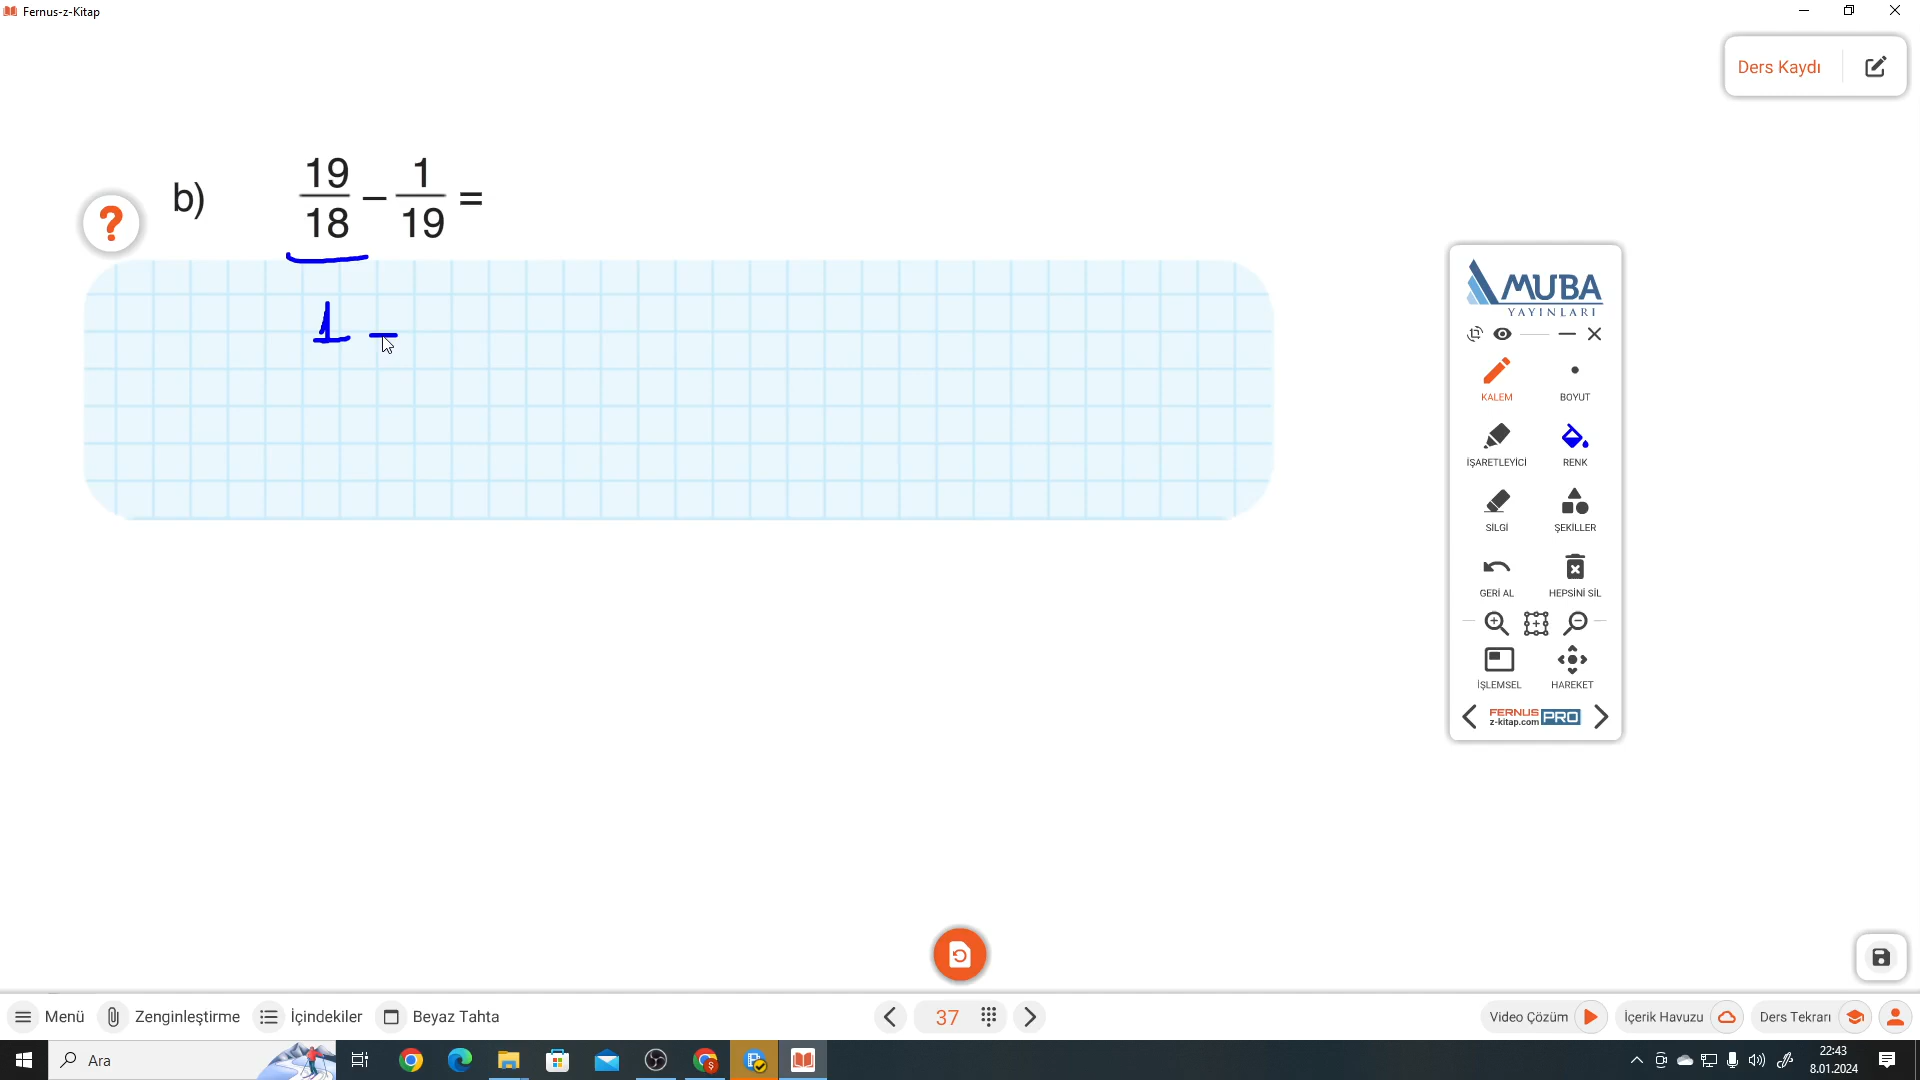 Fernus-z-Kitap
Ders Kaydı
b) 19/18 − 1/19 =
1 −
MUBA
YAYINLARI
KALEM BOYUT
İŞARETLEYİCİ RENK
SİLGİ ŞEKİLLER
GERİ AL HEPSİNİ SİL
İŞLEMSEL HAREKET
FERNUS
z-kitap.com PRO
Menü Zenginleştirme İçindekiler Beyaz Tahta 37 Video Çözüm İçerik Havuzu Ders Tekrarı
Ara 22:43
8.01.2024